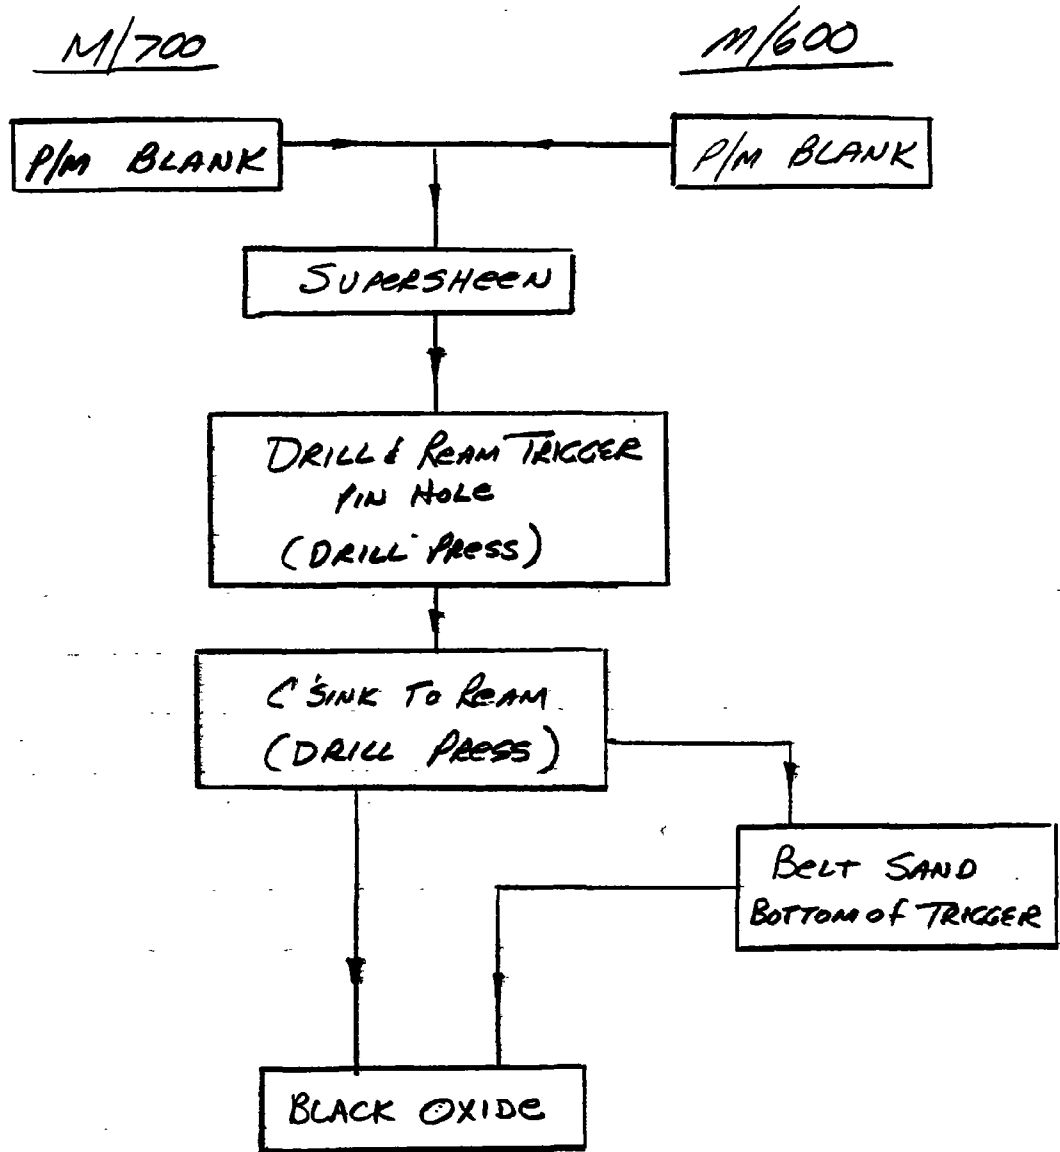 M/700
M/600
P/M BLANK
P/M BLANK
SUPERSHEEN
DRILL & REAM TRIGGER
PIN HOLE
(DRILL PRESS)
C'SINK TO REAM
(DRILL PRESS)
BELT SAND
BOTTOM OF TRIGGER
BLACK OXIDE